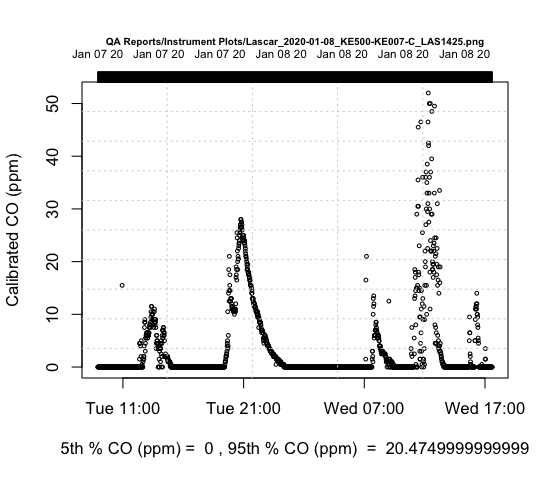 QA Reports/Instrument Plots/Lascar_2020-01-08_KE500-KE007-C_LAS1425.png
Jan 07 20 Jan 07 20 Jan 07 20 Jan 08 20 Jan 08 20 Jan 08 20 Jan 08 20
50
40
30
20
10
0
Calibrated CO (ppm)
Tue 11:00 Tue 21:00 Wed 07:00 Wed 17:00
5th % CO (ppm) = 0 , 95th % CO (ppm) = 20.4749999999999